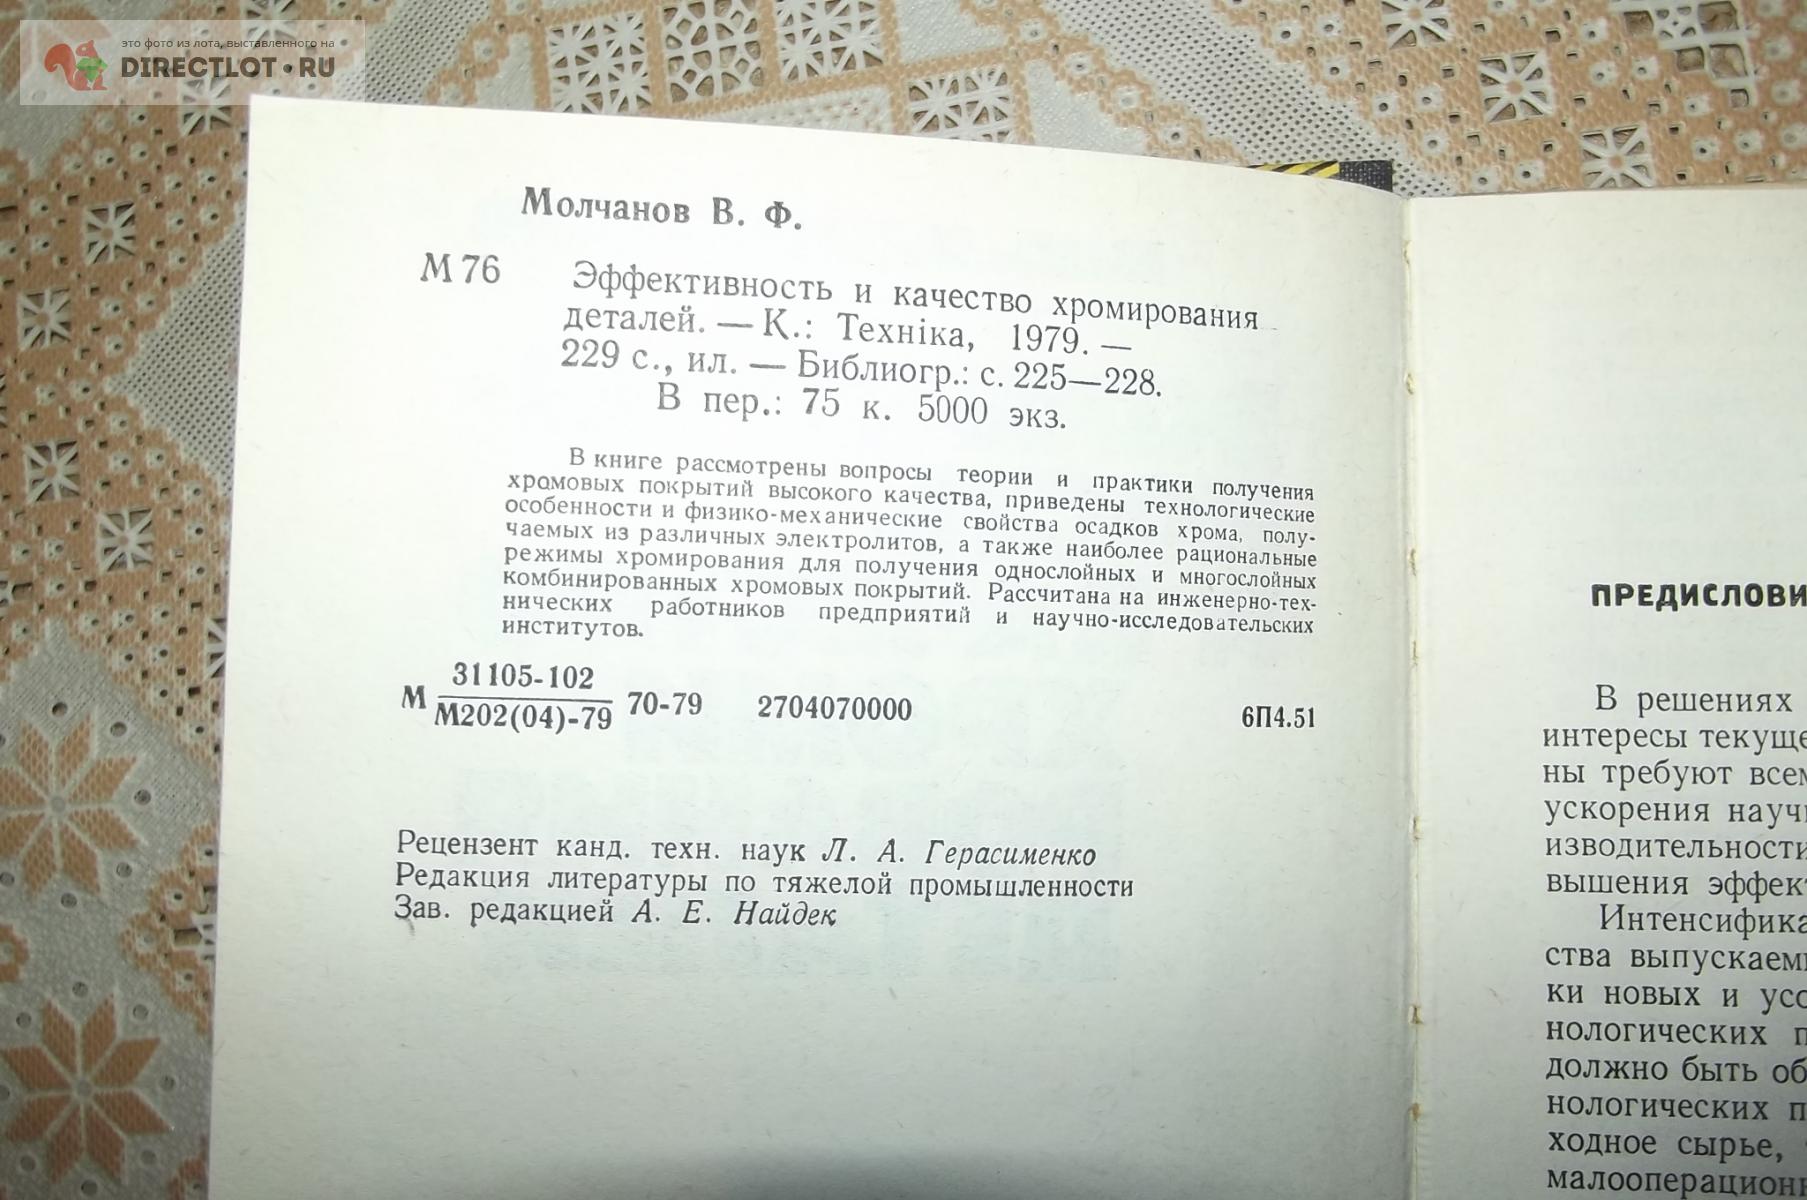 это фото из лота, выставленного на
DIRECTLOT.RU
Молчанов В. Ф.
М 76 Эффективность и качество хромирования
деталей. — К.: Техніка, 1979. —
229 с., ил. — Библиогр.: с. 225—228.
В пер.: 75 к. 5000 экз.
В книге рассмотрены вопросы теории и практики получения
хромовых покрытий высокого качества, приведены технологические
особенности и физико-механические свойства осадков хрома, полу-
чаемых из различных электролитов, а также наиболее рациональные
режимы хромирования для получения однослойных и многослойных
комбинированных хромовых покрытий. Рассчитана на инженерно-тех-
нических работников предприятий и научно-исследовательских
институтов.
31105-102
М 70-79 2704070000 6П4.51
М202(04)-79
Рецензент канд. техн. наук Л. А. Герасименко
Редакция литературы по тяжелой промышленности
Зав. редакцией А. Е. Найдек
ПРЕДИСЛОВИ
В решениях
интересы текуще
ны требуют всем
ускорения науч
изводительности
вышения эффек
Интенсифика
ства выпускаем
ки новых и усо
нологических п
должно быть об
нологических п
ходное сырье,
малооперацион